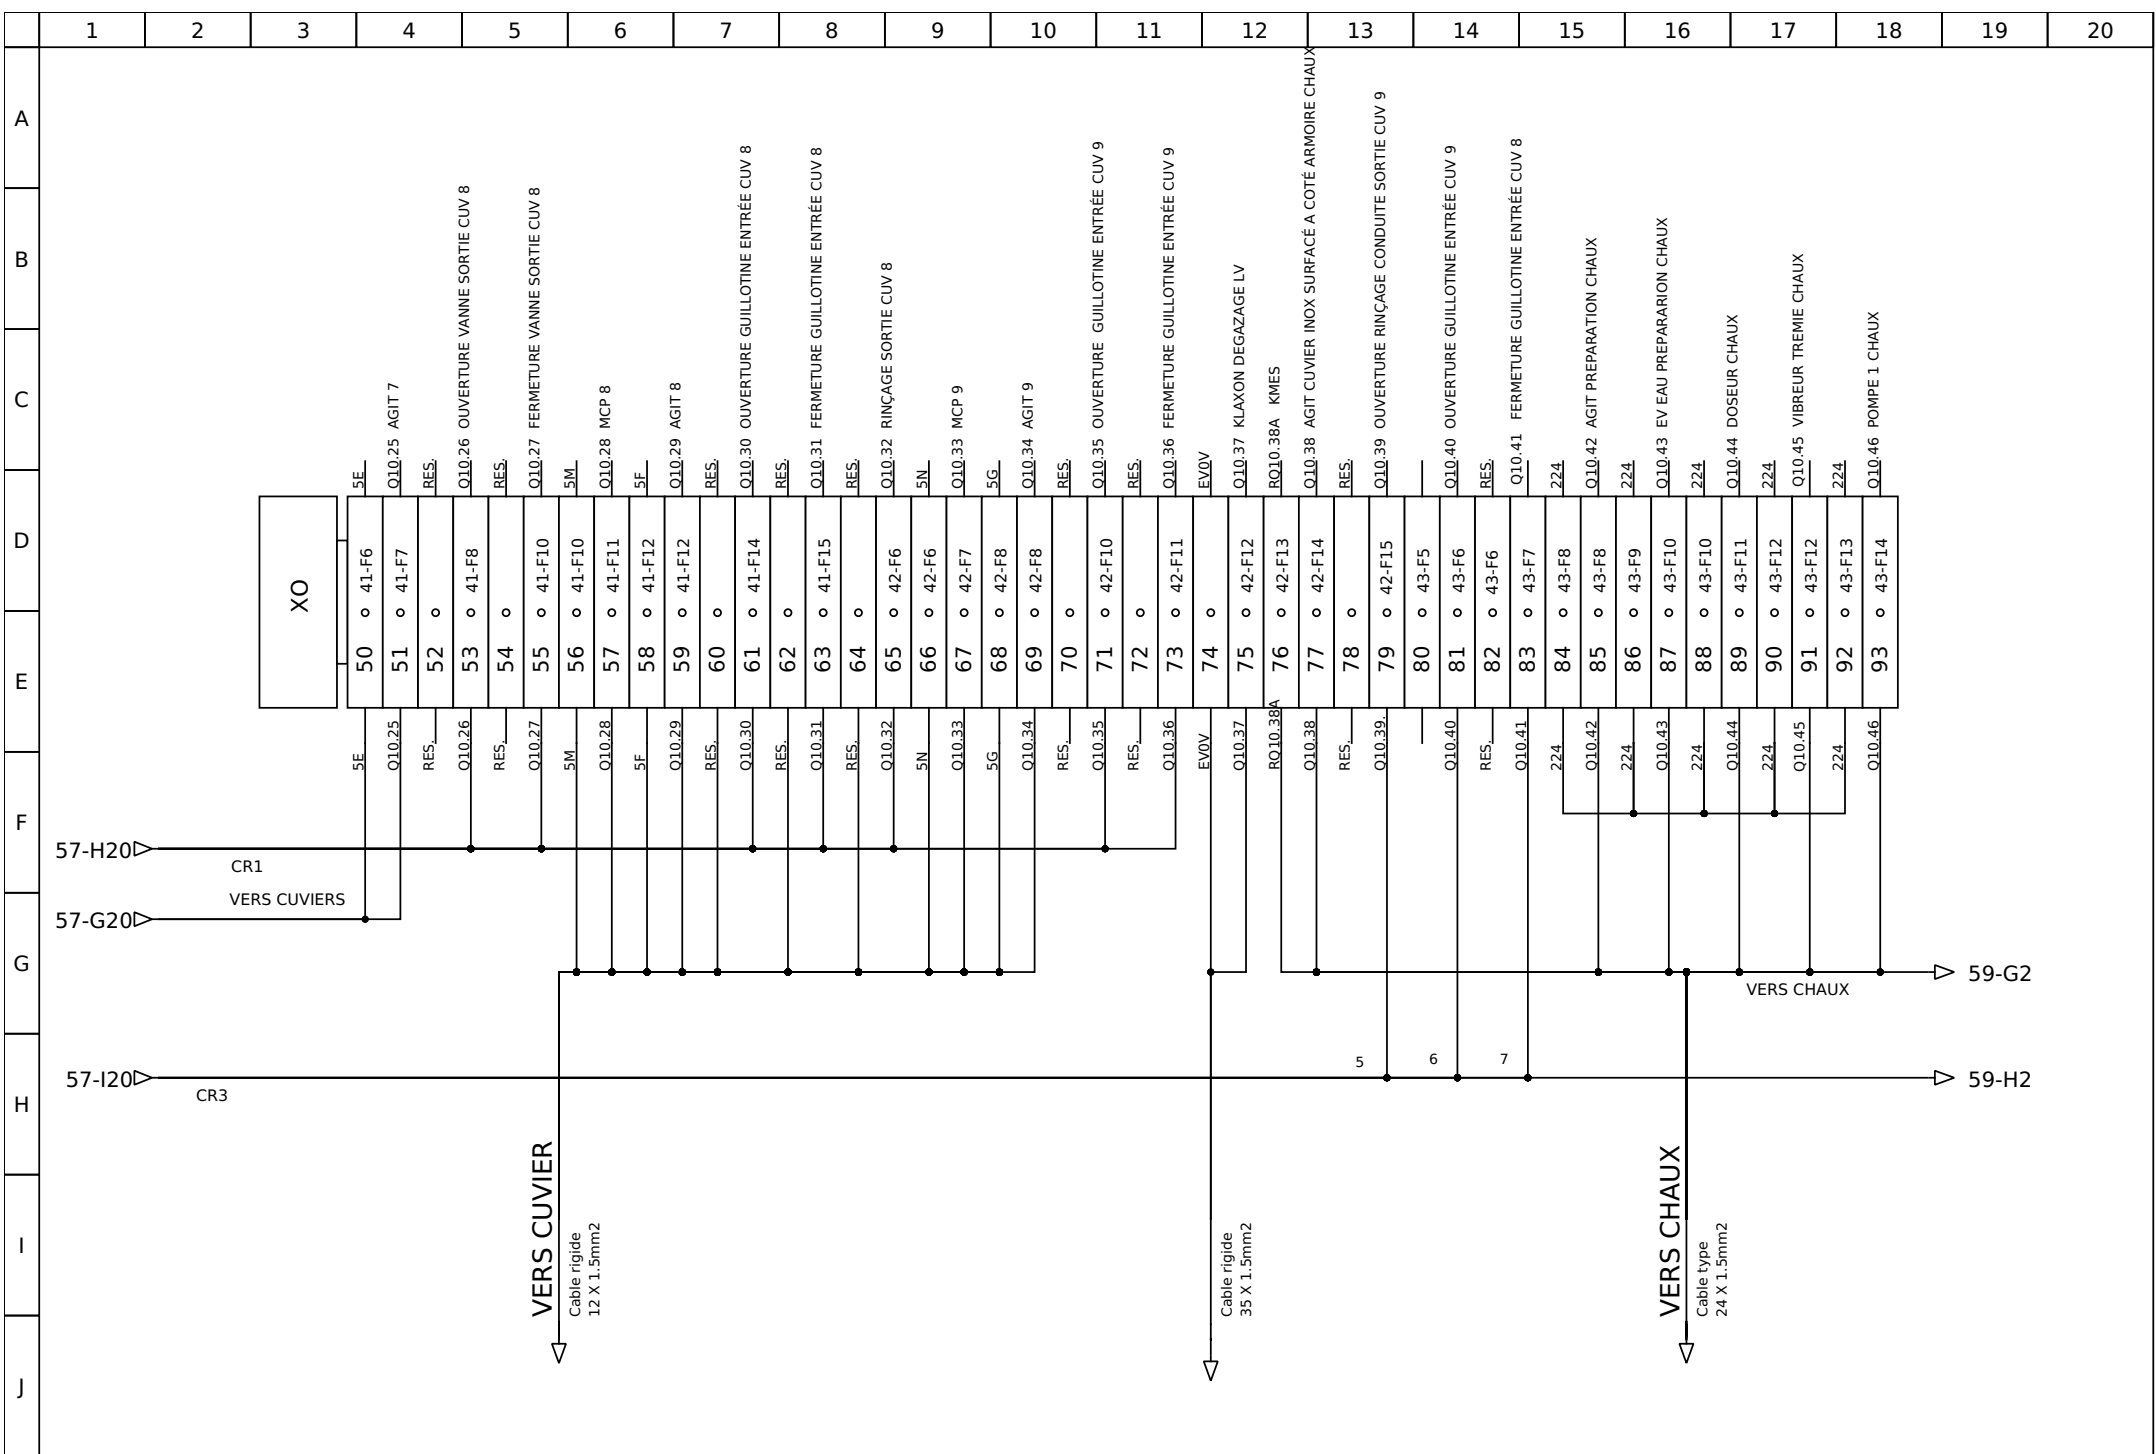 1 2 3 4 5 6 7 8 9 10 11 12 13 14 15 16 17 18 19 20
A
B
C
D
E
F
G
H
I
J
5E
Q10.25 AGIT 7
RES.
Q10.26 OUVERTURE VANNE SORTIE CUV 8
RES.
Q10.27 FERMETURE VANNE SORTIE CUV 8
5M
Q10.28 MCP 8
5F
Q10.29 AGIT 8
RES.
Q10.30 OUVERTURE GUILLOTINE ENTRÉE CUV 8
RES.
Q10.31 FERMETURE GUILLOTINE ENTRÉE CUV 8
RES.
Q10.32 RINÇAGE SORTIE CUV 8
5N
Q10.33 MCP 9
5G
Q10.34 AGIT 9
RES.
Q10.35 OUVERTURE GUILLOTINE ENTRÉE CUV 9
RES.
Q10.36 FERMETURE GUILLOTINE ENTRÉE CUV 9
EV0V
Q10.37 KLAXON DEGAZAGE LV
RQ10.38A KMES
Q10.38 AGIT CUVIER INOX SURFACÉ A COTÉ ARMOIRE CHAUX
RES.
Q10.39 OUVERTURE RINÇAGE CONDUITE SORTIE CUV 9
Q10.40 OUVERTURE GUILLOTINE ENTRÉE CUV 9
RES.
Q10.41 FERMETURE GUILLOTINE ENTRÉE CUV 8
224
Q10.42 AGIT PREPARATION CHAUX
224
Q10.43 EV EAU PREPARARION CHAUX
224
Q10.44 DOSEUR CHAUX
224
Q10.45 VIBREUR TREMIE CHAUX
224
Q10.46 POMPE 1 CHAUX
XO
50 41-F6
51 41-F7
52
53 41-F8
54
55 41-F10
56 41-F10
57 41-F11
58 41-F12
59 41-F12
60
61 41-F14
62
63 41-F15
64
65 42-F6
66 42-F6
67 42-F7
68 42-F8
69 42-F8
70
71 42-F10
72
73 42-F11
74
75 42-F12
76 42-F13
77 42-F14
78
79 42-F15
80 43-F5
81 43-F6
82 43-F6
83 43-F7
84 43-F8
85 43-F8
86 43-F9
87 43-F10
88 43-F10
89 43-F11
90 43-F12
91 43-F12
92 43-F13
93 43-F14
5E
Q10.25
RES.
Q10.26
RES.
Q10.27
5M
Q10.28
5F
Q10.29
RES.
Q10.30
RES.
Q10.31
RES.
Q10.32
5N
Q10.33
5G
Q10.34
RES.
Q10.35
RES.
Q10.36
EV0V
Q10.37
RQ10.38A
Q10.38
RES.
Q10.39.
Q10.40
RES.
Q10.41
224
Q10.42
224
Q10.43
224
Q10.44
224
Q10.45
224
Q10.46
57-H20
CR1
VERS CUVIERS
57-G20
59-G2
VERS CHAUX
57-I20
CR3
5
6
7
59-H2
VERS CUVIER
Cable rigide
12 X 1.5mm2
Cable rigide
35 X 1.5mm2
VERS CHAUX
Cable type
24 X 1.5mm2